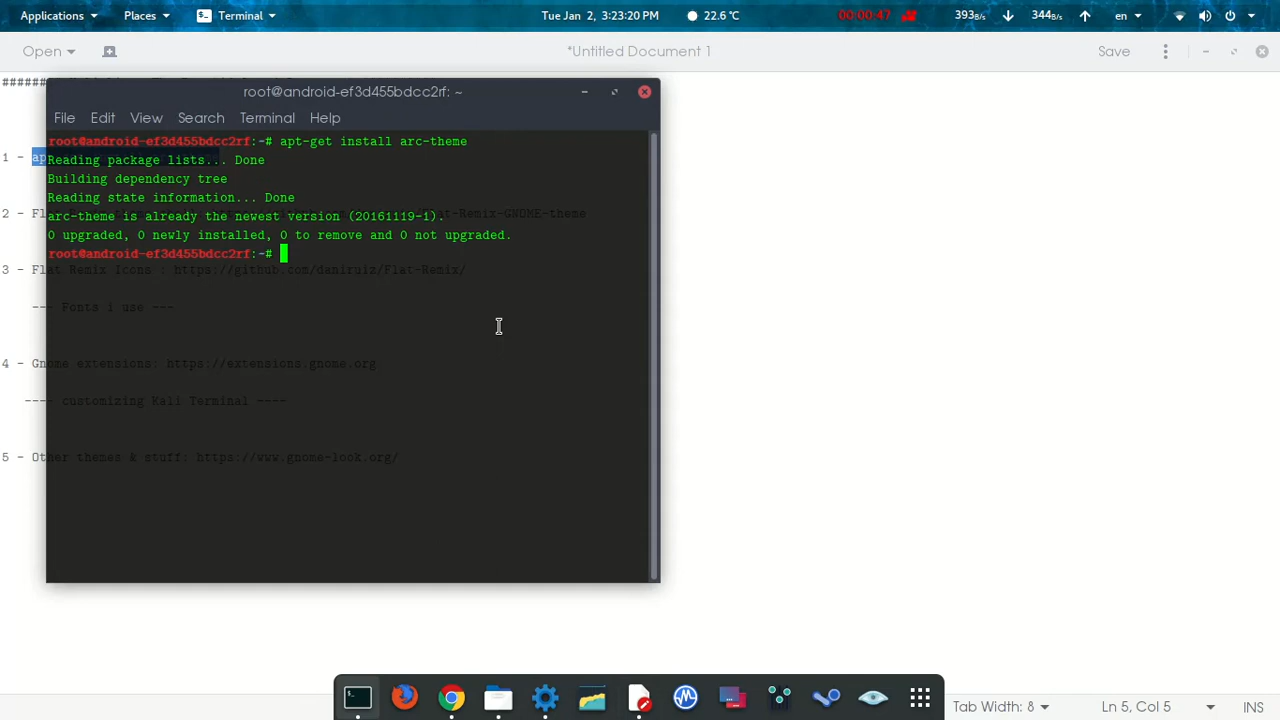 Applications Places Terminal Tue Jan 2, 3:23:20 PM 22.6 °C 00:00:47 393B/s 344B/s en
Open *Untitled Document 1 Save
#######
root@android-ef3d455bdcc2rf: ~
File Edit View Search Terminal Help
root@android-ef3d455bdcc2rf:~# apt-get install arc-theme
1 - ap
Reading package lists... Done
Building dependency tree
Reading state information... Done
arc-theme is already the newest version (20161119-1).
2 - Fl
/Flat-Remix-GNOME-theme
0 upgraded, 0 newly installed, 0 to remove and 0 not upgraded.
root@android-ef3d455bdcc2rf:~#
3 - Flat Remix Icons : https://github.com/daniruiz/Flat-Remix/
--- Fonts i use ---
4 - Gnome extensions: https://extensions.gnome.org
---- customizing Kali Terminal ----
5 - Other themes & stuff: https://www.gnome-look.org/
Tab Width: 8 Ln 5, Col 5 INS